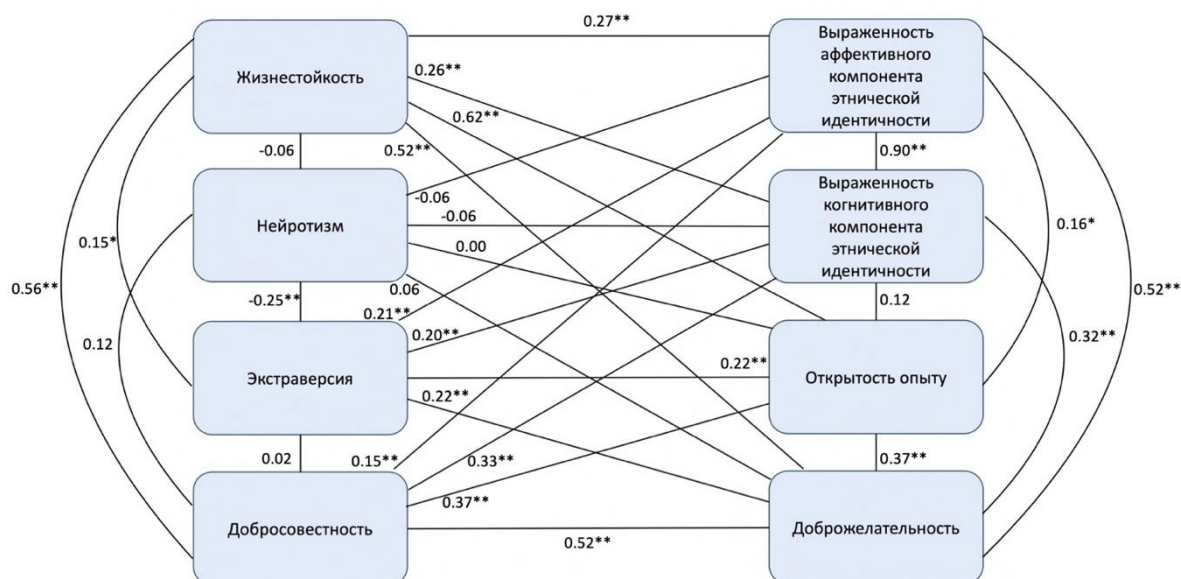 0.27**
Жизнестойкость
Выраженность
аффективного
компонента
этнической
идентичности
0.26**
0.62**
0.52**
-0.06
0.90**
Нейротизм
-0.06
-0.06
0.00
Выраженность
когнитивного
компонента
этнической
идентичности
0.15*
0.16*
0.56**
0.52**
-0.25**
0.06
0.21**
0.12
0.12
0.20**
0.32**
Экстраверсия
0.22**
0.22**
Открытость опыту
0.02
0.15**
0.33**
0.37**
0.37**
Добросовестность
0.52**
Доброжелательность